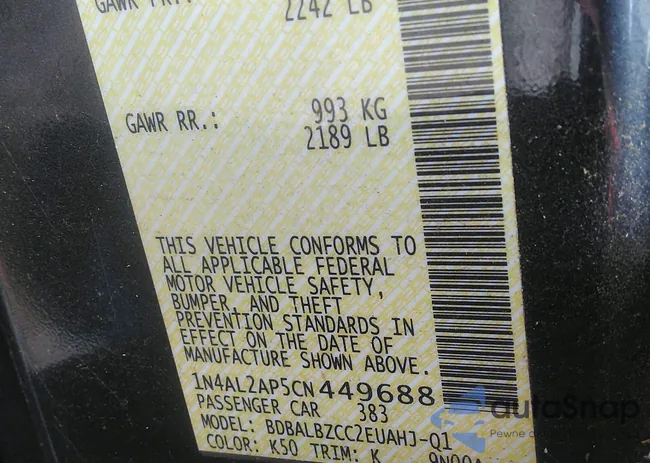 GAWR FRT:
2242 LB
GAWR RR.: 993 KG
2189 LB
THIS VEHICLE CONFORMS TO
ALL APPLICABLE FEDERAL
MOTOR VEHICLE SAFETY,
BUMPER, AND THEFT
PREVENTION STANDARDS IN
EFFECT ON THE DATE OF
MANUFACTURE SHOWN ABOVE.
1N4AL2AP5CN449688
PASSENGER CAR 383
MODEL: BDBALBZCC2EUAHJ-Q1
COLOR: K50 TRIM: K
autoSnap